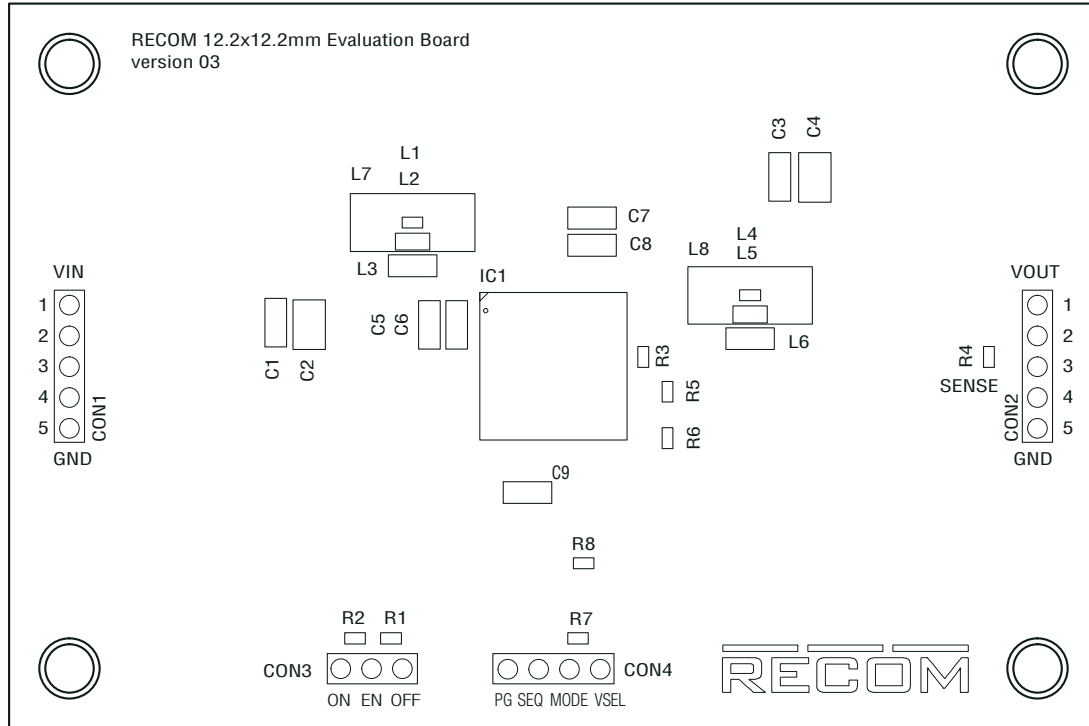 RECOM 12.2x12.2mm Evaluation Board
version 03
C3
C4
L1
L7
L2
C7
C8
L4
L8
L5
L3
IC1
VIN
VOUT
1
2
3
4
5
CON1
GND
C1
C2
C5
C6
L6
R3
R5
R6
R4
SENSE
1
2
3
4
5
CON2
GND
C9
R8
R2
R1
R7
CON3
CON4
ON EN OFF
PG SEQ MODE VSEL
RECOM